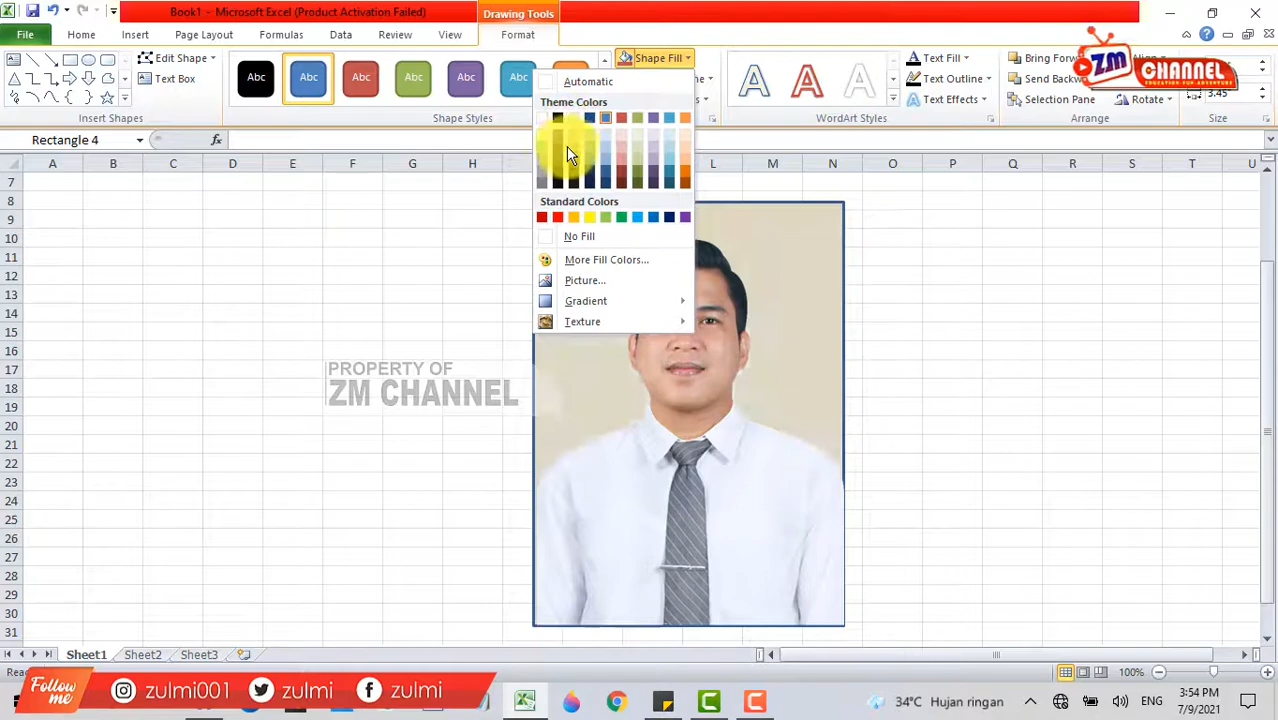 Book1 - Microsoft Excel (Product Activation Failed)
Drawing Tools
File Home Insert Page Layout Formulas Data Review View Format
Edit Shape
Text Box
Abc Abc Abc Abc Abc Abc
Shape Fill
Text Fill
Text Outline
Text Effects
Bring
Send Back
Selection Pane
Align
Rotate
3.45
Insert Shapes Shape Styles WordArt Styles Arrange Size
ZM CHANNEL
EDUCATION FOR ADVENTURE
Rectangle 4
fx
Automatic
Theme Colors
Standard Colors
No Fill
More Fill Colors...
Picture...
Gradient
Texture
A B C D E F G H L M N O P Q R S T U
7
8
9
10
11
12
13
14
15
16
17
18
19
20
21
22
23
24
25
26
27
28
29
30
31
PROPERTY OF
ZM CHANNEL
Sheet1 Sheet2 Sheet3
100%
Follow
me
zulmi001 zulmi zulmi
34°C Hujan ringan
ENG
3:54 PM
7/9/2021